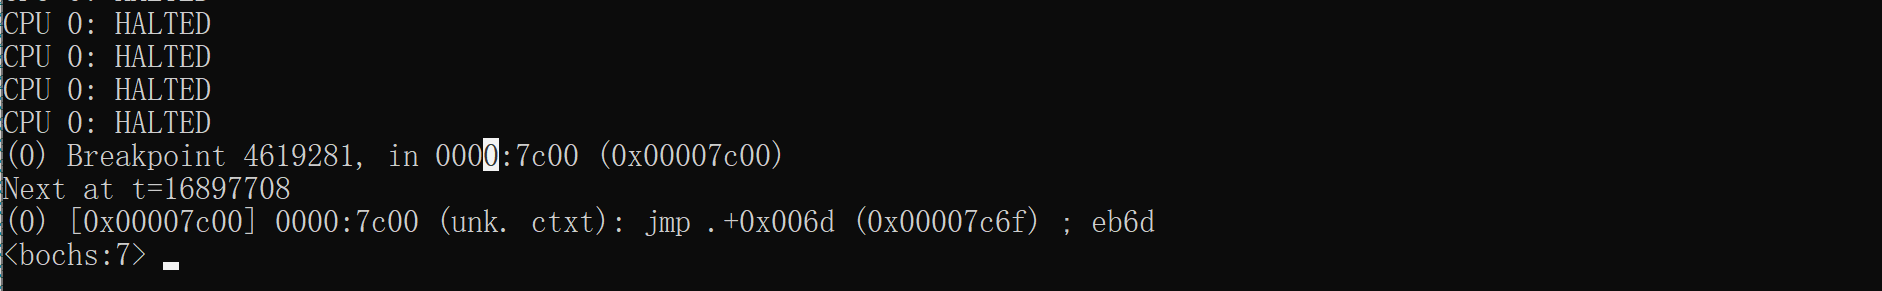 CPU 0: HALTED
CPU 0: HALTED
CPU 0: HALTED
CPU 0: HALTED
(0) Breakpoint 4619281, in 0000:7c00 (0x00007c00)
Next at t=16897708
(0) [0x00007c00] 0000:7c00 (unk. ctxt): jmp .+0x006d (0x00007c6f) ; eb6d
<bochs:7>